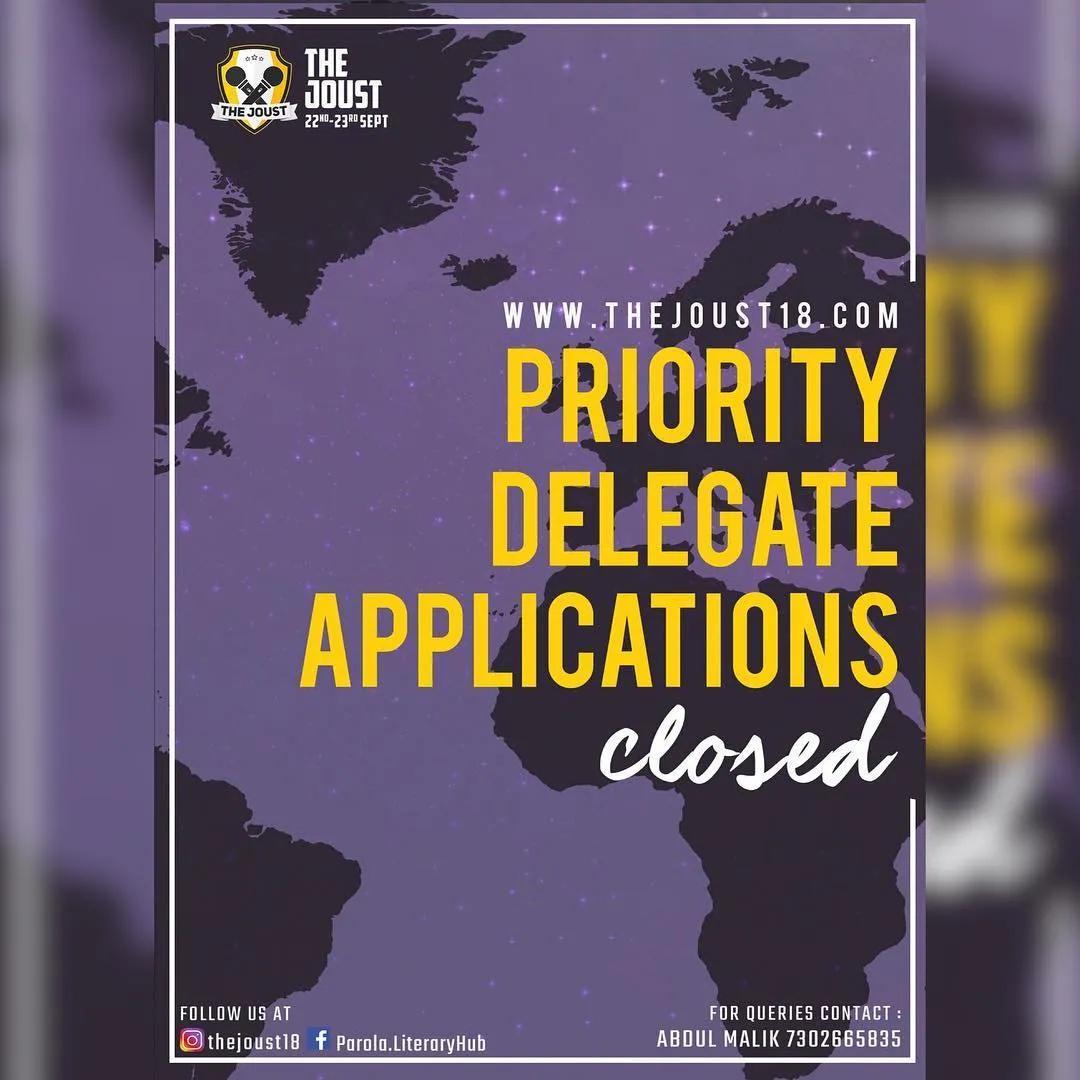 THE JOUST
THE
JOUST
22ND-23RD SEPT
WWW.THEJOUST18.COM
PRIORITY
DELEGATE
APPLICATIONS
closed
FOLLOW US AT
thejoust18 Parola.LiteraryHub
FOR QUERIES CONTACT :
ABDUL MALIK 7302665835